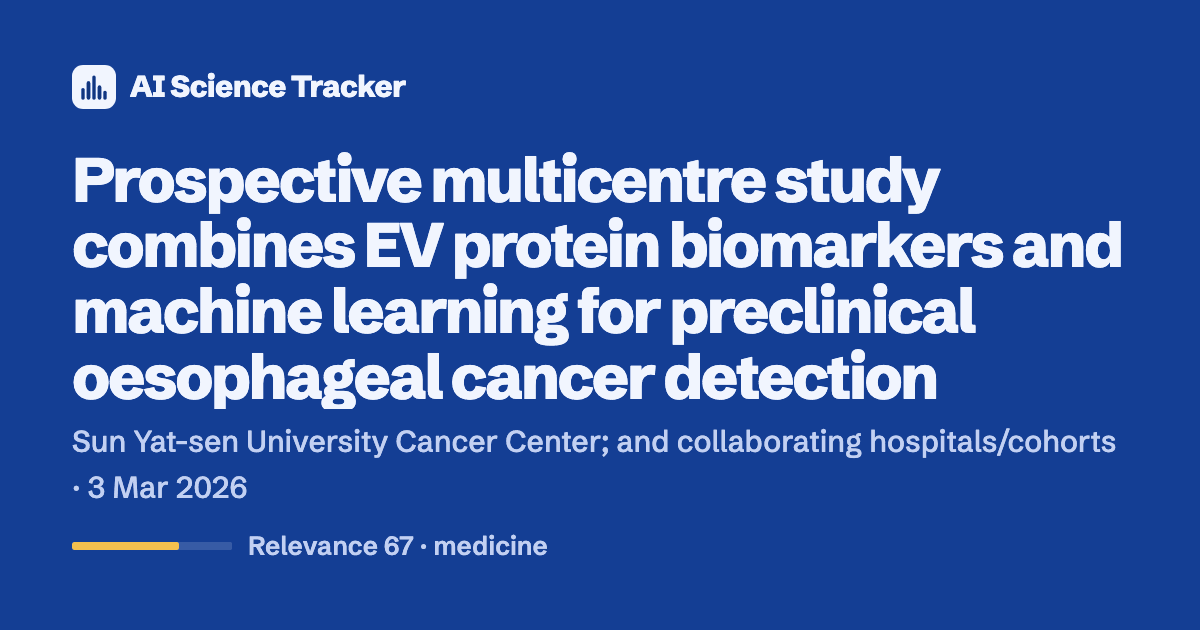 AI Science Tracker
Prospective multicentre study
combines EV protein biomarkers and
machine learning for preclinical
oesophageal cancer detection
Sun Yat-sen University Cancer Center; and collaborating hospitals/cohorts
· 3 Mar 2026
Relevance 67 · medicine